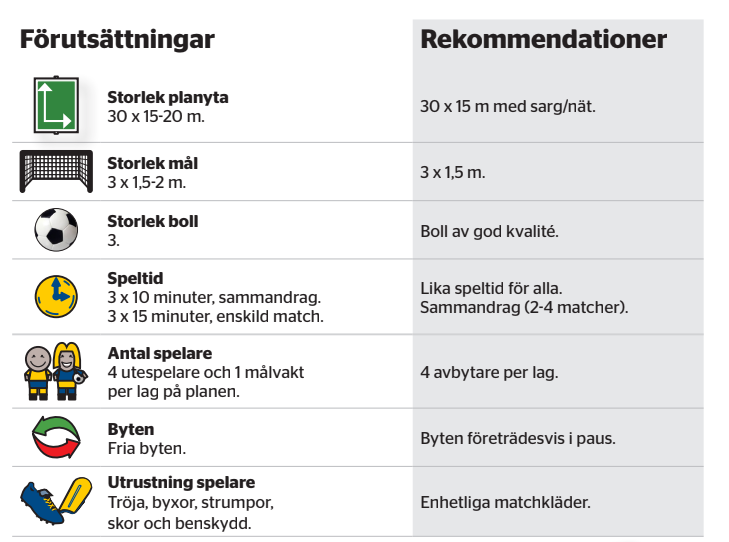 Förutsättningar
Rekommendationer
Storlek planyta
30 x 15-20 m.
30 x 15 m med sarg/nät.
Storlek mål
3 x 1,5-2 m.
3 x 1,5 m.
Storlek boll
3.
Boll av god kvalité.
Speltid
3 x 10 minuter, sammandrag.
3 x 15 minuter, enskild match.
Lika speltid för alla.
Sammandrag (2-4 matcher).
Antal spelare
4 utespelare och 1 målvakt
per lag på planen.
4 avbytare per lag.
Byten
Fria byten.
Byten företrädesvis i paus.
Utrustning spelare
Tröja, byxor, strumpor,
skor och benskydd.
Enhetliga matchkläder.